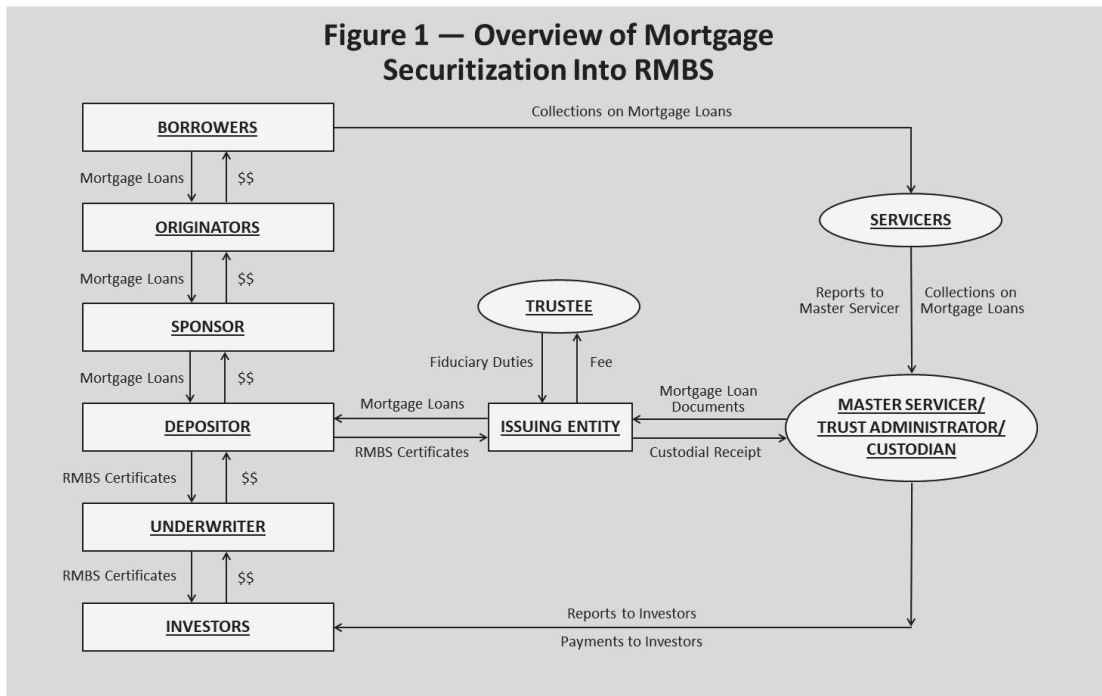 Figure 1 — Overview of Mortgage
Securitization Into RMBS
BORROWERS
Collections on Mortgage Loans
Mortgage Loans
$$
ORIGINATORS
SERVICERS
Mortgage Loans
$$
Reports to
Master Servicer
Collections on
Mortgage Loans
SPONSOR
TRUSTEE
Mortgage Loans
$$
Fiduciary Duties
Fee
DEPOSITOR
Mortgage Loans
RMBS Certificates
ISSUING ENTITY
Mortgage Loan
Documents
Custodial Receipt
MASTER SERVICER/
TRUST ADMINISTRATOR/
CUSTODIAN
RMBS Certificates
$$
UNDERWRITER
RMBS Certificates
$$
INVESTORS
Reports to Investors
Payments to Investors